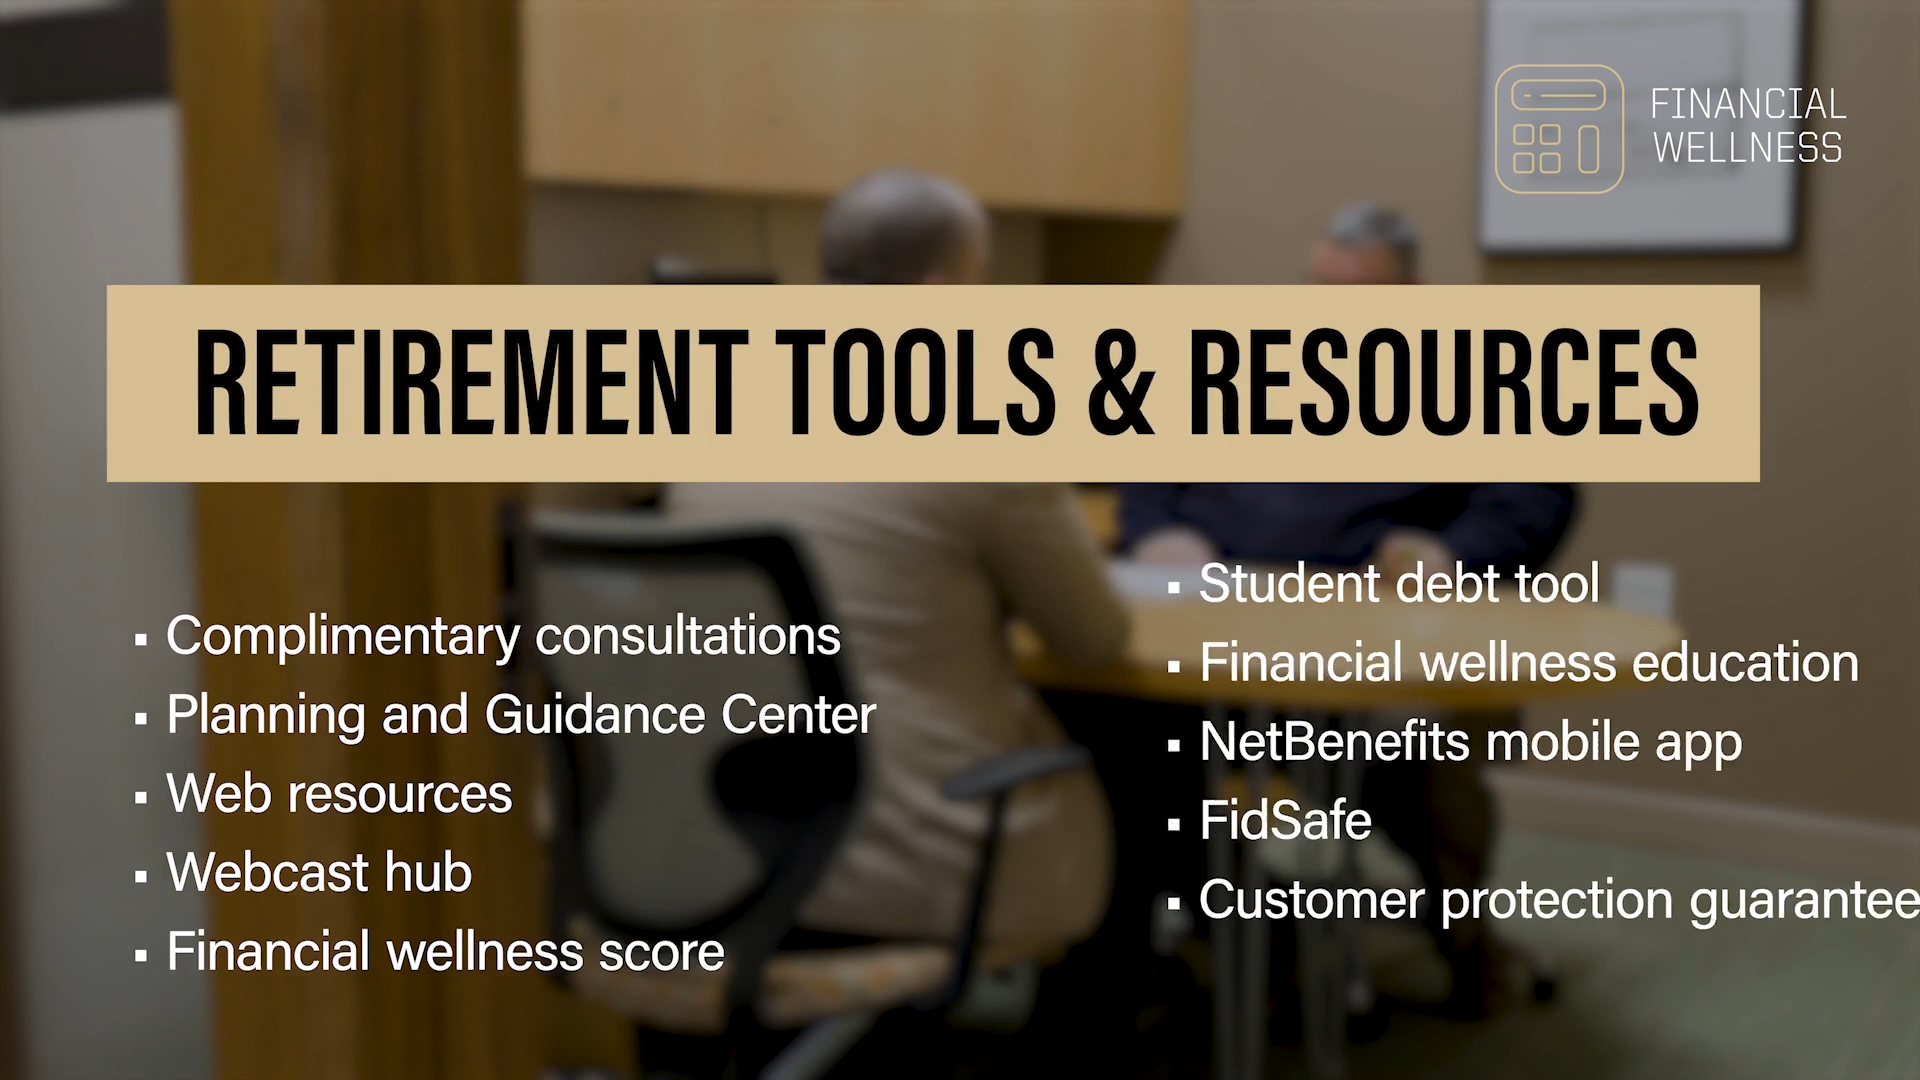 FINANCIAL
WELLNESS
RETIREMENT TOOLS & RESOURCES
▪ Complimentary consultations
▪ Planning and Guidance Center
▪ Web resources
▪ Webcast hub
▪ Financial wellness score
▪ Student debt tool
▪ Financial wellness education
▪ NetBenefits mobile app
▪ FidSafe
▪ Customer protection guarantee